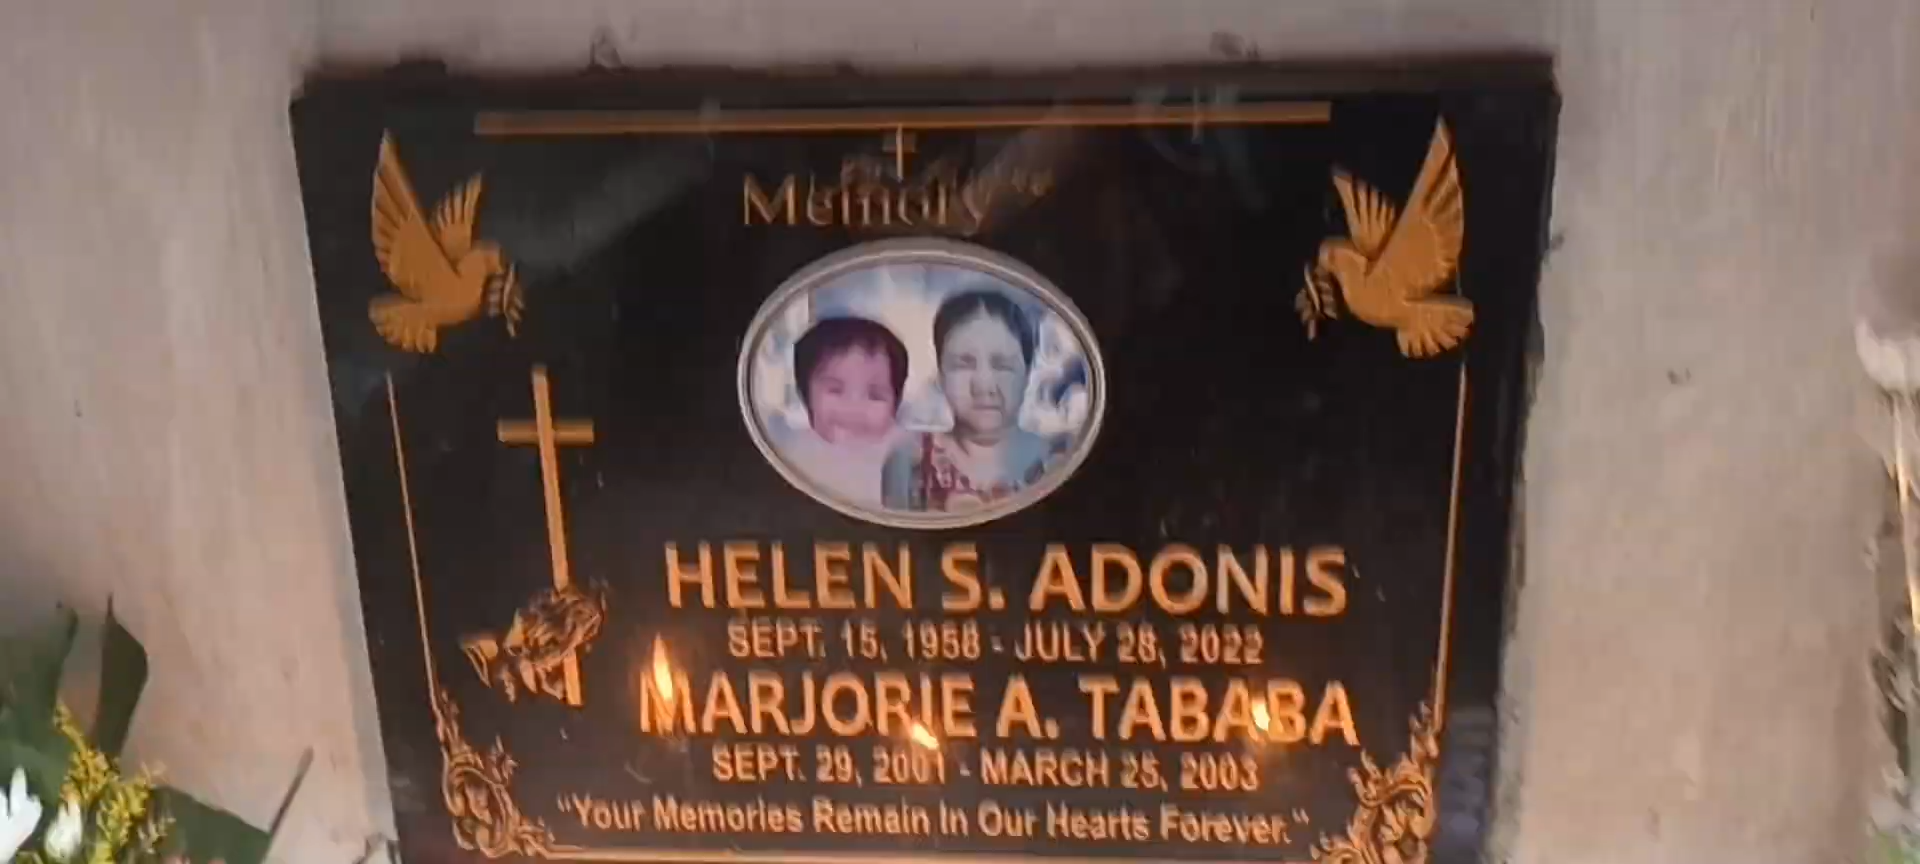 Memory
HELEN S. ADONIS
SEPT. 15, 1958 - JULY 28, 2022
MARJORIE A. TABABA
SEPT. 29, 2001 - MARCH 25, 2003
"Your Memories Remain In Our Hearts Forever."